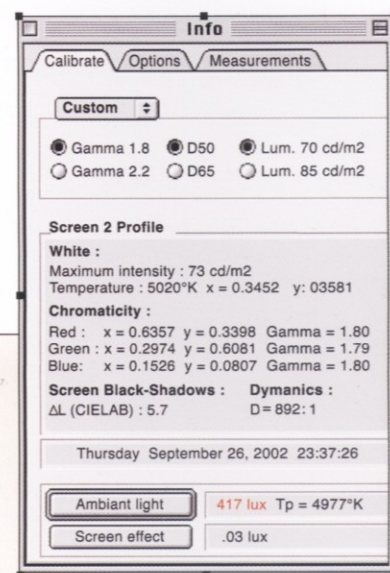 Info
Calibrate Options Measurements
Custom
Gamma 1.8 D50 Lum. 70 cd/m2
Gamma 2.2 D65 Lum. 85 cd/m2
Screen 2 Profile
White :
Maximum intensity : 73 cd/m2
Temperature : 5020°K x = 0.3452 y: 03581
Chromaticity :
Red : x = 0.6357 y = 0.3398 Gamma = 1.80
Green : x = 0.2974 y = 0.6081 Gamma = 1.79
Blue: x = 0.1526 y = 0.0807 Gamma = 1.80
Screen Black-Shadows : Dymanics :
ΔL (CIELAB) : 5.7 D = 892: 1
Thursday September 26, 2002 23:37:26
Ambiant light 417 lux Tp = 4977°K
Screen effect .03 lux